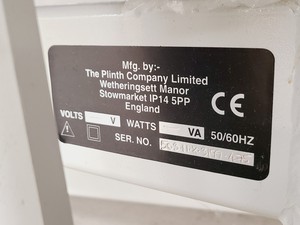 Mfg. by:-
The Plinth Company Limited
Wetheringsett Manor
Stowmarket IP14 5PP
England
CE
VOLTS V WATTS VA 50/60HZ
SER. NO.